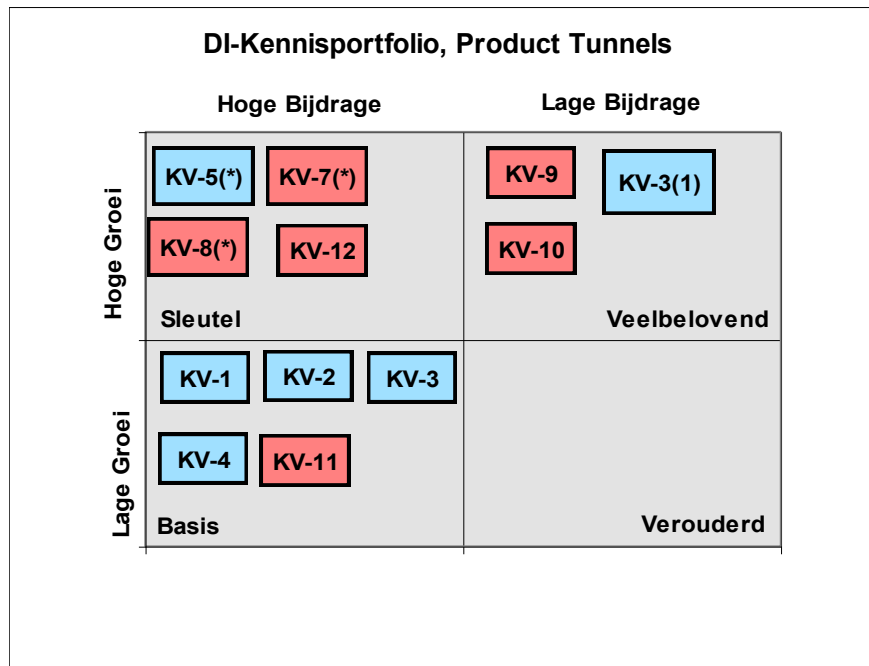 DI-Kennisportfolio, Product Tunnels
Hoge Bijdrage
Lage Bijdrage
Hoge Groei
KV-5(*)
KV-7(*)
KV-9
KV-3(1)
KV-8(*)
KV-12
KV-10
Sleutel
Veelbelovend
Lage Groei
KV-1
KV-2
KV-3
KV-4
KV-11
Basis
Verouderd